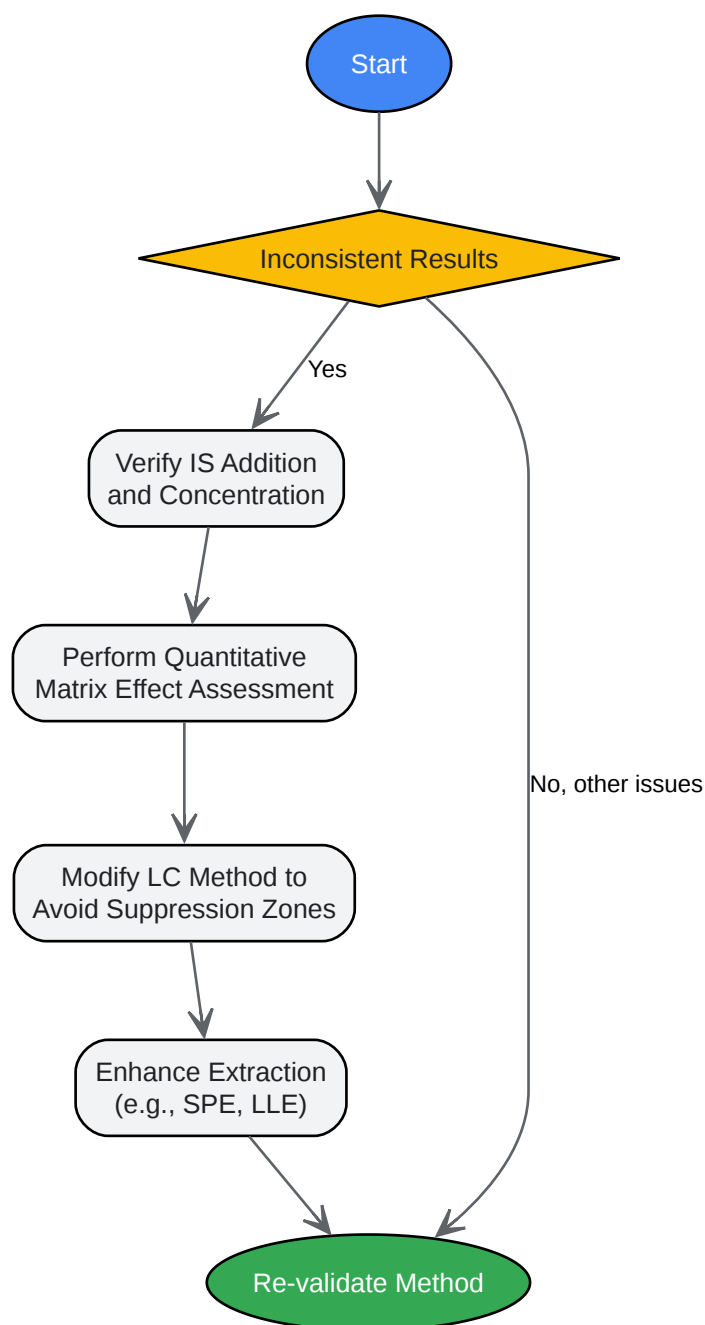 Start
Inconsistent Results
Yes
Verify IS Addition
and Concentration
Perform Quantitative
Matrix Effect Assessment
No, other issues
Modify LC Method to
Avoid Suppression Zones
Enhance Extraction
(e.g., SPE, LLE)
Re-validate Method